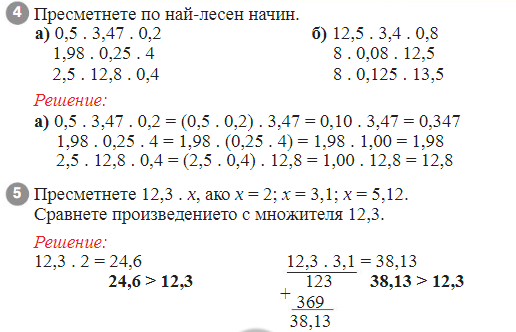 4 Пресметнете по най-лесен начин.
а) 0,5 . 3,47 . 0,2 б) 12,5 . 3,4 . 0,8
1,98 . 0,25 . 4 8 . 0,08 . 12,5
2,5 . 12,8 . 0,4 8 . 0,125 . 13,5
Решение:
а) 0,5 . 3,47 . 0,2 = (0,5 . 0,2) . 3,47 = 0,10 . 3,47 = 0,347
1,98 . 0,25 . 4 = 1,98 . (0,25 . 4) = 1,98 . 1,00 = 1,98
2,5 . 12,8 . 0,4 = (2,5 . 0,4) . 12,8 = 1,00 . 12,8 = 12,8
5 Пресметнете 12,3 . x, ако x = 2; x = 3,1; x = 5,12.
Сравнете произведението с множителя 12,3.
Решение:
12,3 . 2 = 24,6 12,3 . 3,1 = 38,13
24,6 > 12,3 123 38,13 > 12,3
+ 369
38,13